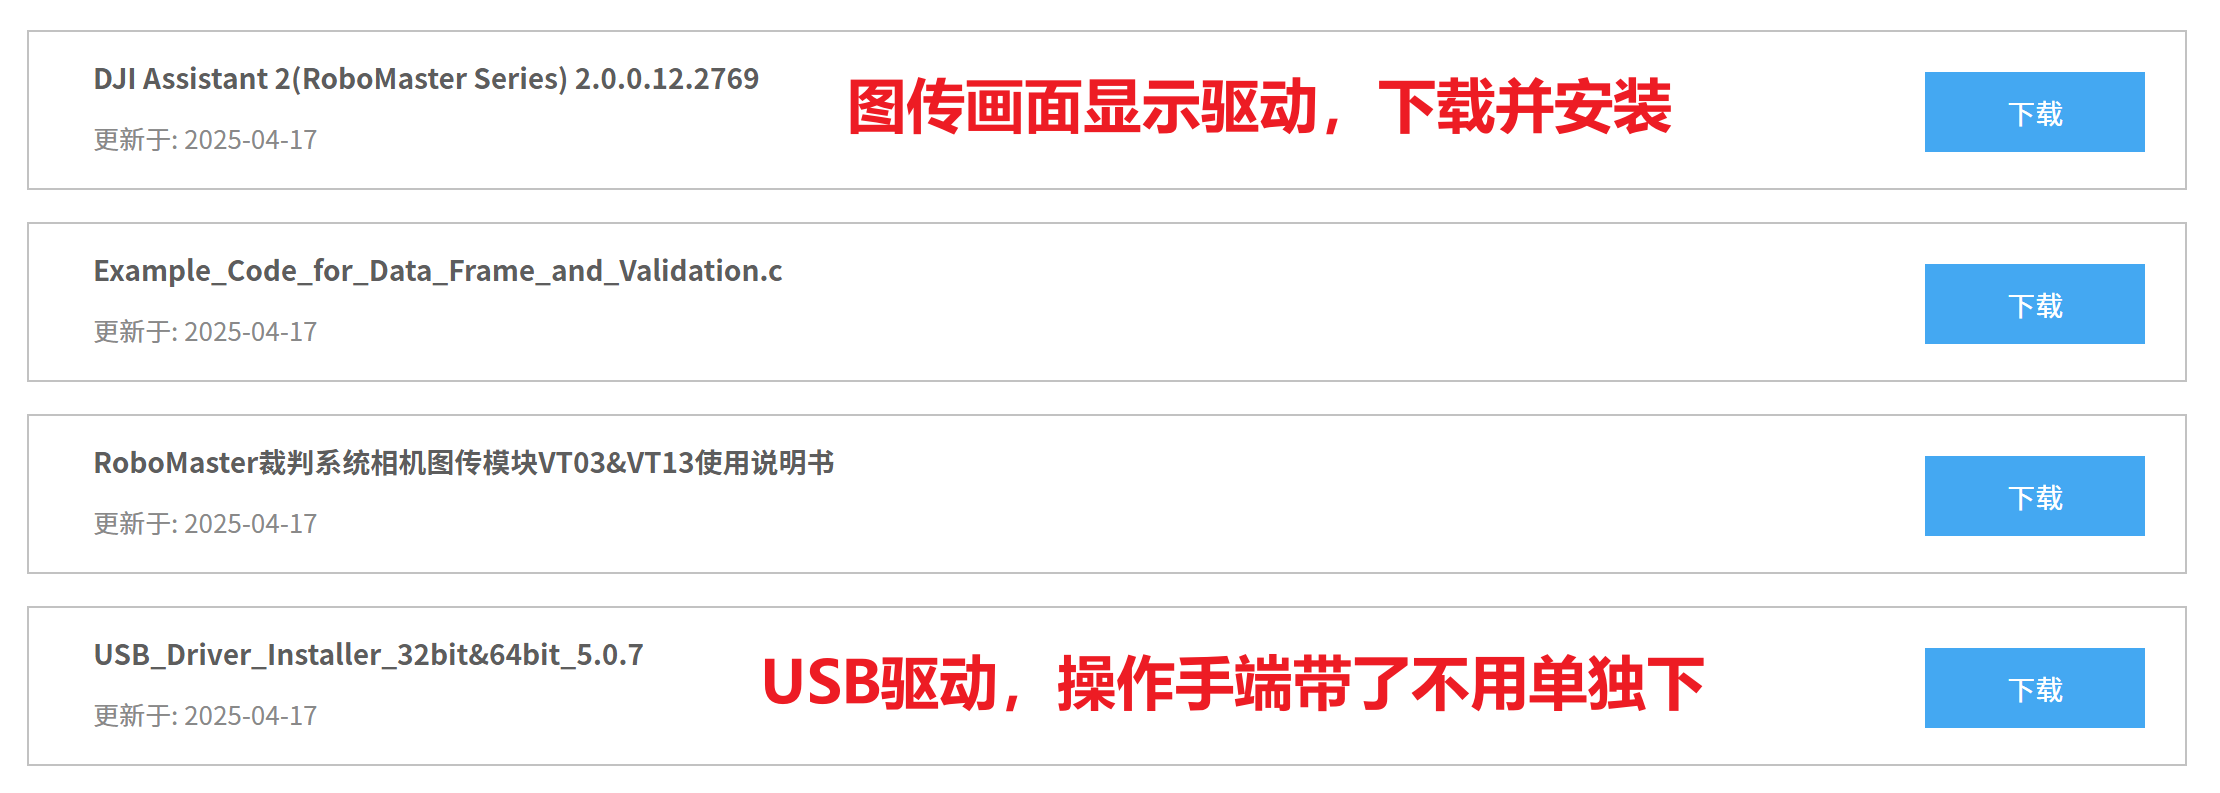 DJI Assistant 2(RoboMaster Series) 2.0.0.12.2769
图传画面显示驱动，下载并安装
更新于: 2025-04-17
下载
Example_Code_for_Data_Frame_and_Validation.c
更新于: 2025-04-17
下载
RoboMaster裁判系统相机图传模块VT03&VT13使用说明书
更新于: 2025-04-17
下载
USB_Driver_Installer_32bit&64bit_5.0.7
USB驱动，操作手端带了不用单独下
更新于: 2025-04-17
下载